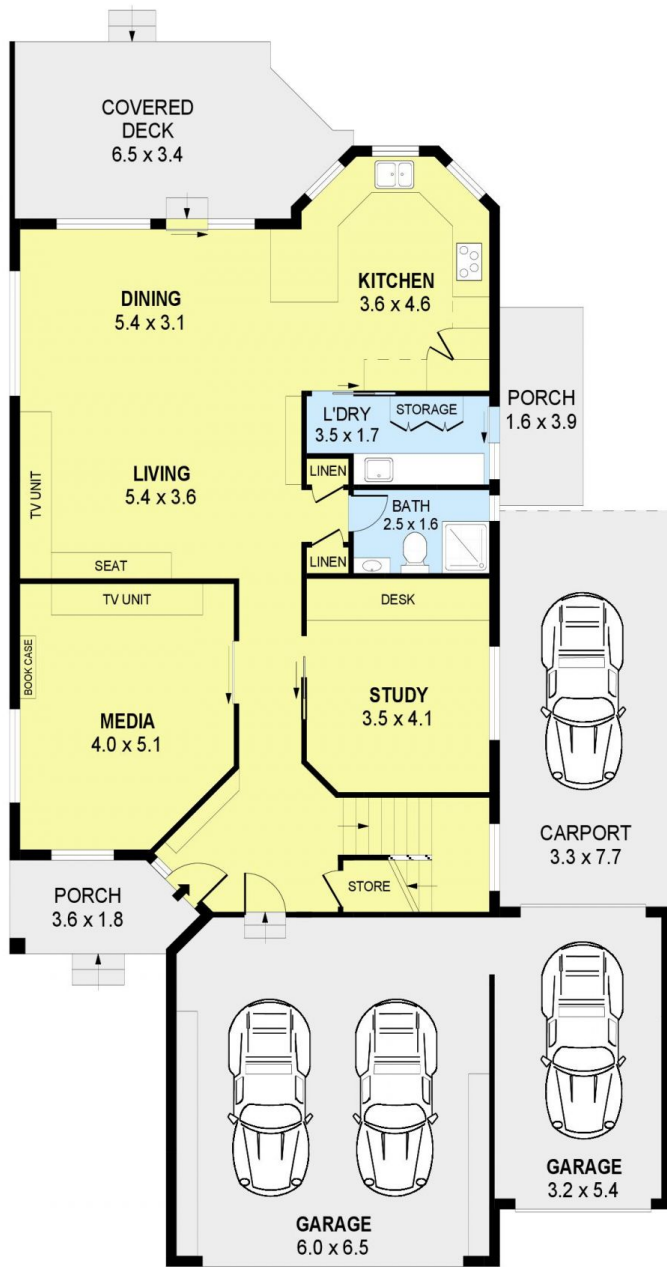 COVERED
DECK
6.5 x 3.4
KITCHEN
3.6 x 4.6
DINING
5.4 x 3.1
PORCH
1.6 x 3.9
L'DRY
3.5 x 1.7
STORAGE
LINEN
LIVING
5.4 x 3.6
TV UNIT
BATH
2.5 x 1.6
LINEN
SEAT
TV UNIT
DESK
BOOK CASE
MEDIA
4.0 x 5.1
STUDY
3.5 x 4.1
CARPORT
3.3 x 7.7
STORE
PORCH
3.6 x 1.8
GARAGE
3.2 x 5.4
GARAGE
6.0 x 6.5